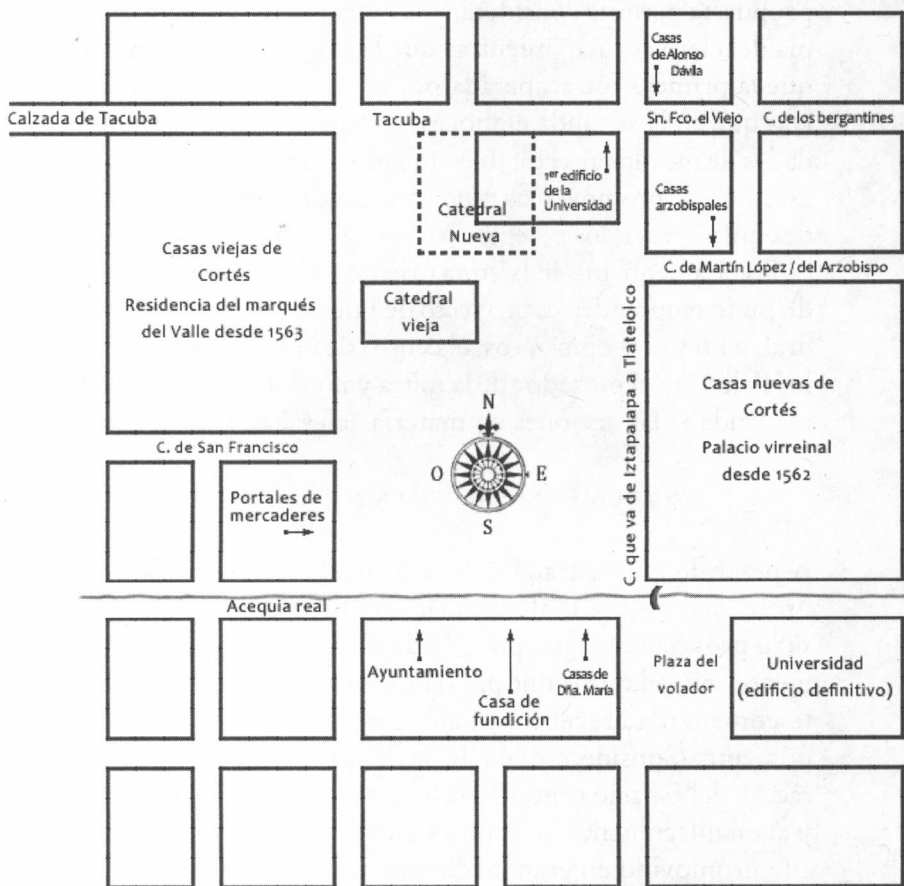 Casas
de Alonso
Dávila
Calzada de Tacuba
Tacuba
Sn. Fco. el Viejo
C. de los bergantines
1er edificio
de la
Universidad
Casas
arzobispales
Catedral
Nueva
Casas viejas de
Cortés
Residencia del marqués
del Valle desde 1563
C. de Martín López / del Arzobispo
Catedral
vieja
C. que va de Iztapalapa a Tlatelolco
Casas nuevas de
Cortés
Palacio virreinal
desde 1562
N
O
E
S
C. de San Francisco
Portales de
mercaderes
Acequia real
Ayuntamiento
Casa de
fundición
Casas de
Dña. María
Plaza del
volador
Universidad
(edificio definitivo)